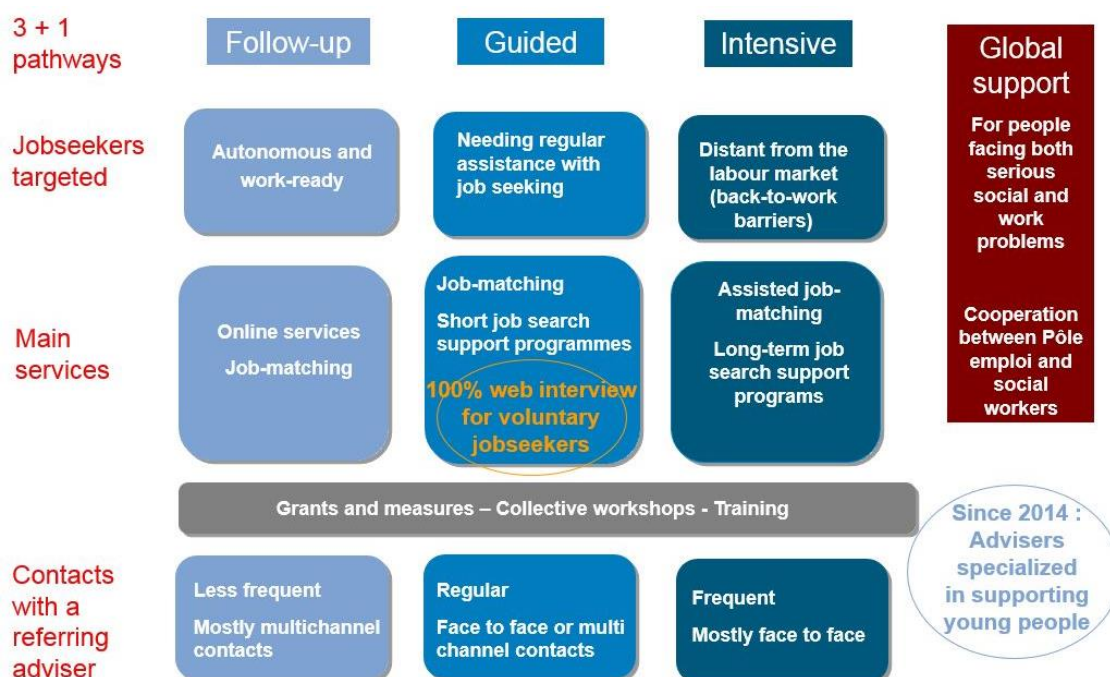 3 + 1
pathways
Follow-up
Guided
Intensive
Global
support
For people
facing both
serious
social and
work
problems
Cooperation
between Pôle
emploi and
social
workers
Jobseekers
targeted
Autonomous and
work-ready
Needing regular
assistance with
job seeking
Distant from the
labour market
(back-to-work
barriers)
Main
services
Online services
Job-matching
Job-matching
Short job search
support programmes
100% web interview
for voluntary
jobseekers
Assisted job-
matching
Long-term job
search support
programs
Grants and measures – Collective workshops - Training
Since 2014 :
Advisers
specialized
in supporting
young people
Contacts
with a
referring
adviser
Less frequent
Mostly multichannel
contacts
Regular
Face to face or multi
channel contacts
Frequent
Mostly face to face